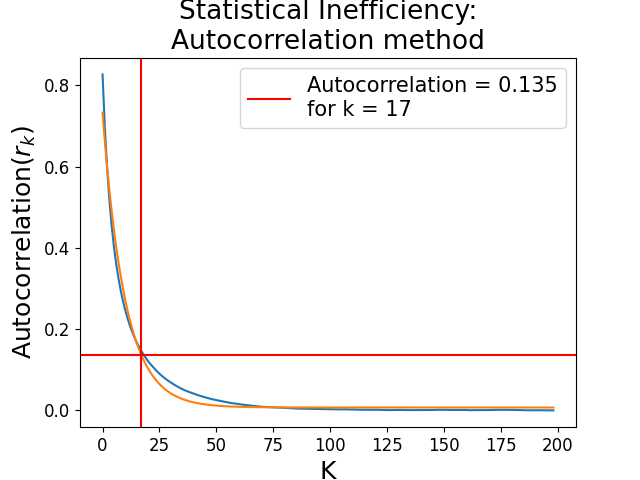 Statistical Inefficiency:
Autocorrelation method
Autocorrelation = 0.135
for k = 17
Autocorrelation(r_k)
0.8
0.6
0.4
0.2
0.0
0 25 50 75 100 125 150 175 200
K